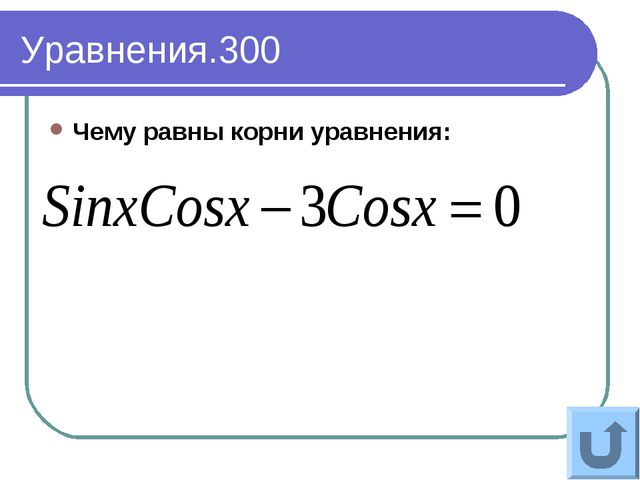 Уравнения.300
Чему равны корни уравнения:
SinxCosx – 3Cosx = 0